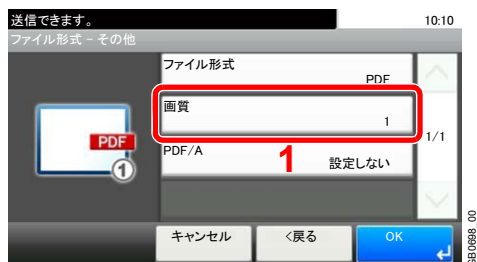 送信できます。 10:10
ファイル形式 - その他
ファイル形式
PDF
画質
1
PDF
①
PDF/A
設定しない
1
1/1
キャンセル <戻る OK